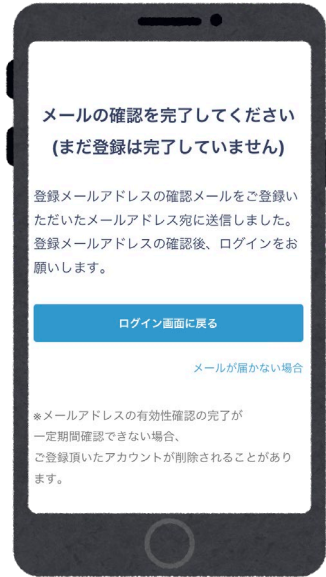 メールの確認を完了してください
(まだ登録は完了していません)
登録メールアドレスの確認メールをご登録い
ただいたメールアドレス宛に送信しました。
登録メールアドレスの確認後、ログインをお
願いします。
ログイン画面に戻る
メールが届かない場合
※メールアドレスの有効性確認の完了が
一定期間確認できない場合、
ご登録頂いたアカウントが削除されることがあり
ます。